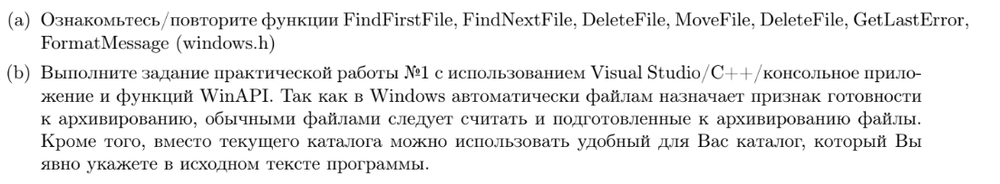 (a) Ознакомьтесь/повторите функции FindFirstFile, FindNextFile, DeleteFile, MoveFile, DeleteFile, GetLastError,
FormatMessage (windows.h)
(b) Выполните задание практической работы №1 с использованием Visual Studio/C++/консольное прило-
жение и функций WinAPI. Так как в Windows автоматически файлам назначает признак готовности
к архивированию, обычными файлами следует считать и подготовленные к архивированию файлы.
Кроме того, вместо текущего каталога можно использовать удобный для Вас каталог, который Вы
явно укажете в исходном тексте программы.